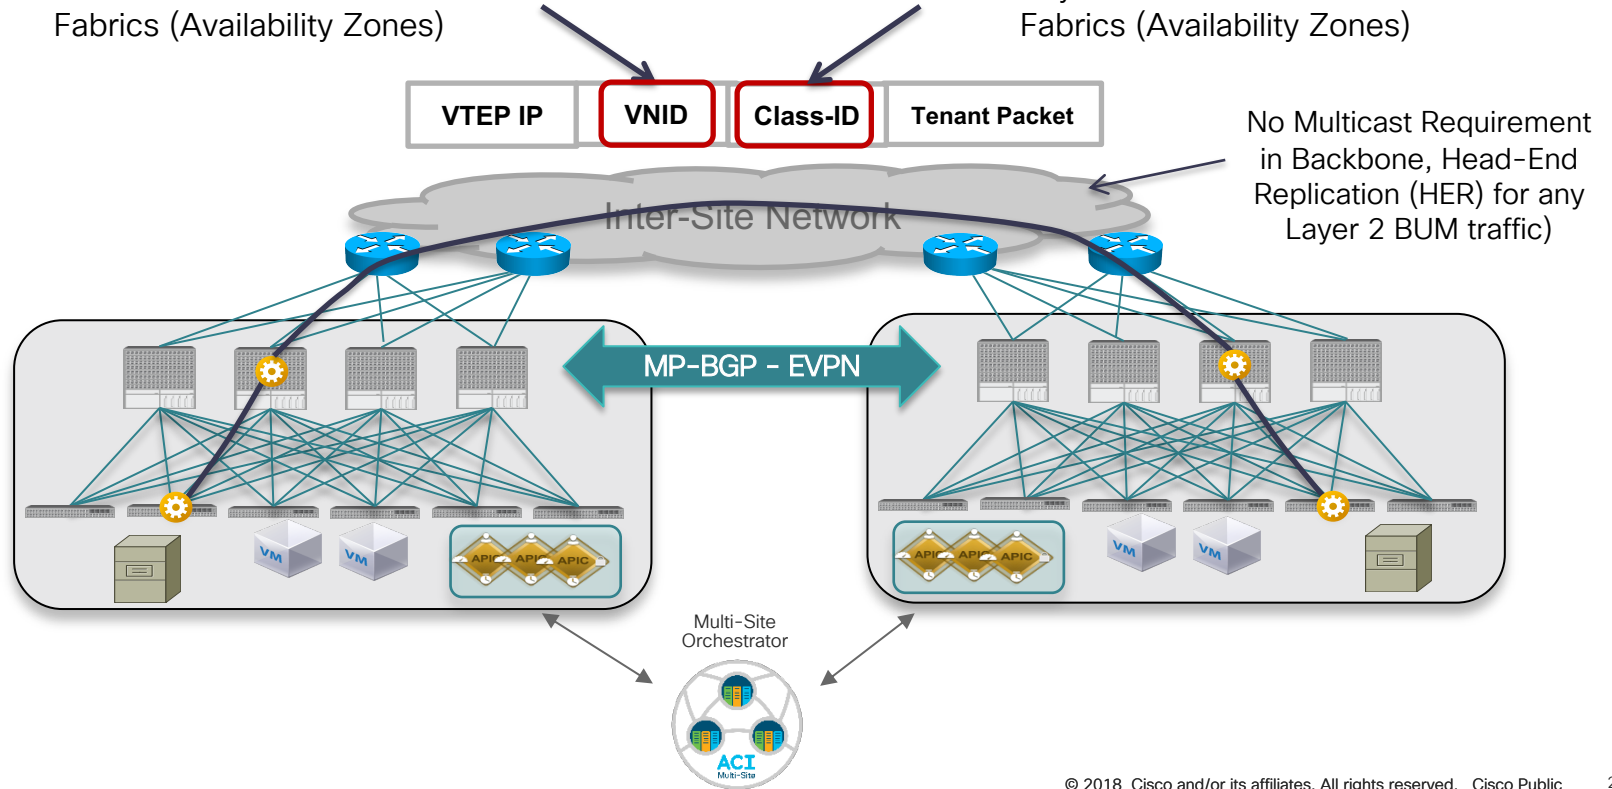 Fabrics (Availability Zones)
Fabrics (Availability Zones)
VTEP IP
VNID
Class-ID
Tenant Packet
No Multicast Requirement
in Backbone, Head-End
Replication (HER) for any
Layer 2 BUM traffic)
Inter-Site Network
MP-BGP - EVPN
VM
VM
APIC
APIC
APIC
APIC
APIC
APIC
VM
VM
Multi-Site
Orchestrator
ACI
Multi-Site
© 2018 Cisco and/or its affiliates. All rights reserved. Cisco Public